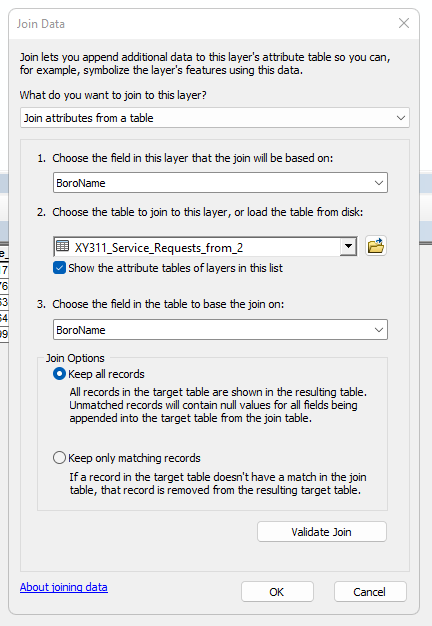 Join Data
Join lets you append additional data to this layer's attribute table so you can,
for example, symbolize the layer's features using this data.
What do you want to join to this layer?
Join attributes from a table
1. Choose the field in this layer that the join will be based on:
BoroName
2. Choose the table to join to this layer, or load the table from disk:
XY311_Service_Requests_from_2
Show the attribute tables of layers in this list
3. Choose the field in the table to base the join on:
BoroName
Join Options
Keep all records
All records in the target table are shown in the resulting table.
Unmatched records will contain null values for all fields being
appended into the target table from the join table.
Keep only matching records
If a record in the target table doesn't have a match in the join
table, that record is removed from the resulting target table.
Validate Join
About joining data
OK
Cancel
e_
17
76
63
64
99